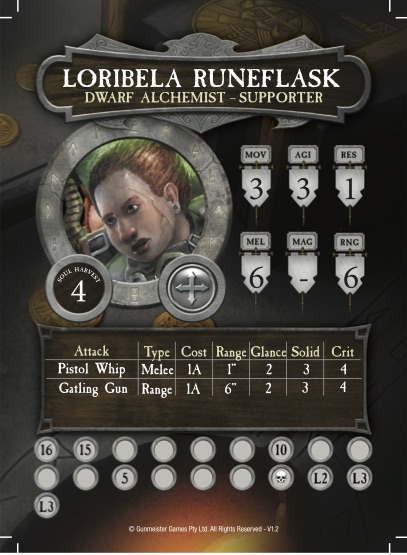 LORIBELA RUNEFLASK
DWARF ALCHEMIST - SUPPORTER
MOV AGI RES
3 3 1
MEL MAG RNG
6 - 6
SOUL HARVEST
4
Attack Type Cost Range Glance Solid Crit
Pistol Whip Melee 1A 1" 2 3 4
Gatling Gun Range 1A 6" 2 3 4
16 15 10
5 L2 L3
L3
© Gunmeister Games Pty Ltd. All Rights Reserved - V1.2